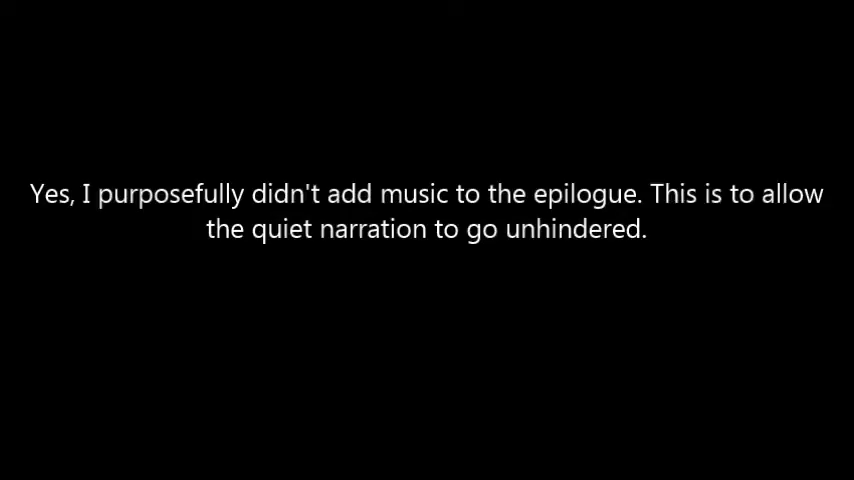 Yes, I purposefully didn't add music to the epilogue. This is to allow
the quiet narration to go unhindered.